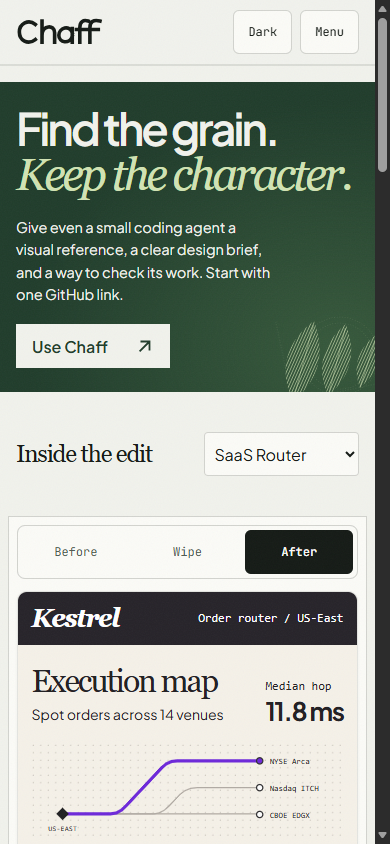 Chaff
Dark
Menu
Find the grain.
Keep the character.
Give even a small coding agent a
visual reference, a clear design brief,
and a way to check its work. Start with
one GitHub link.
Use Chaff
Inside the edit
SaaS Router
Before
Wipe
After
Kestrel
Order router / US-East
Execution map
Spot orders across 14 venues
Median hop
11.8 ms
NYSE Arca
Nasdaq ITCH
CBOE EDGX
US-EAST